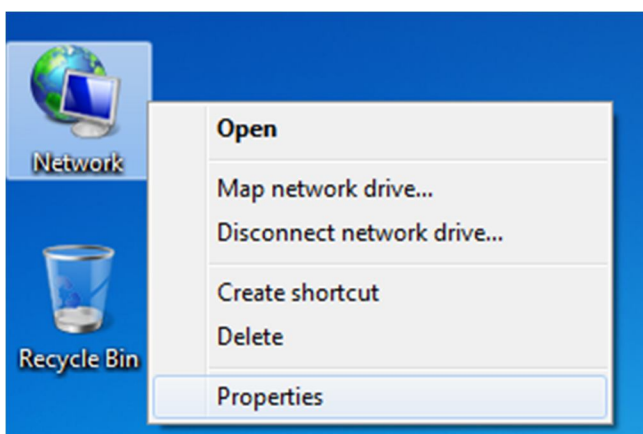 Network
Open
Map network drive...
Disconnect network drive...
Create shortcut
Delete
Recycle Bin
Properties